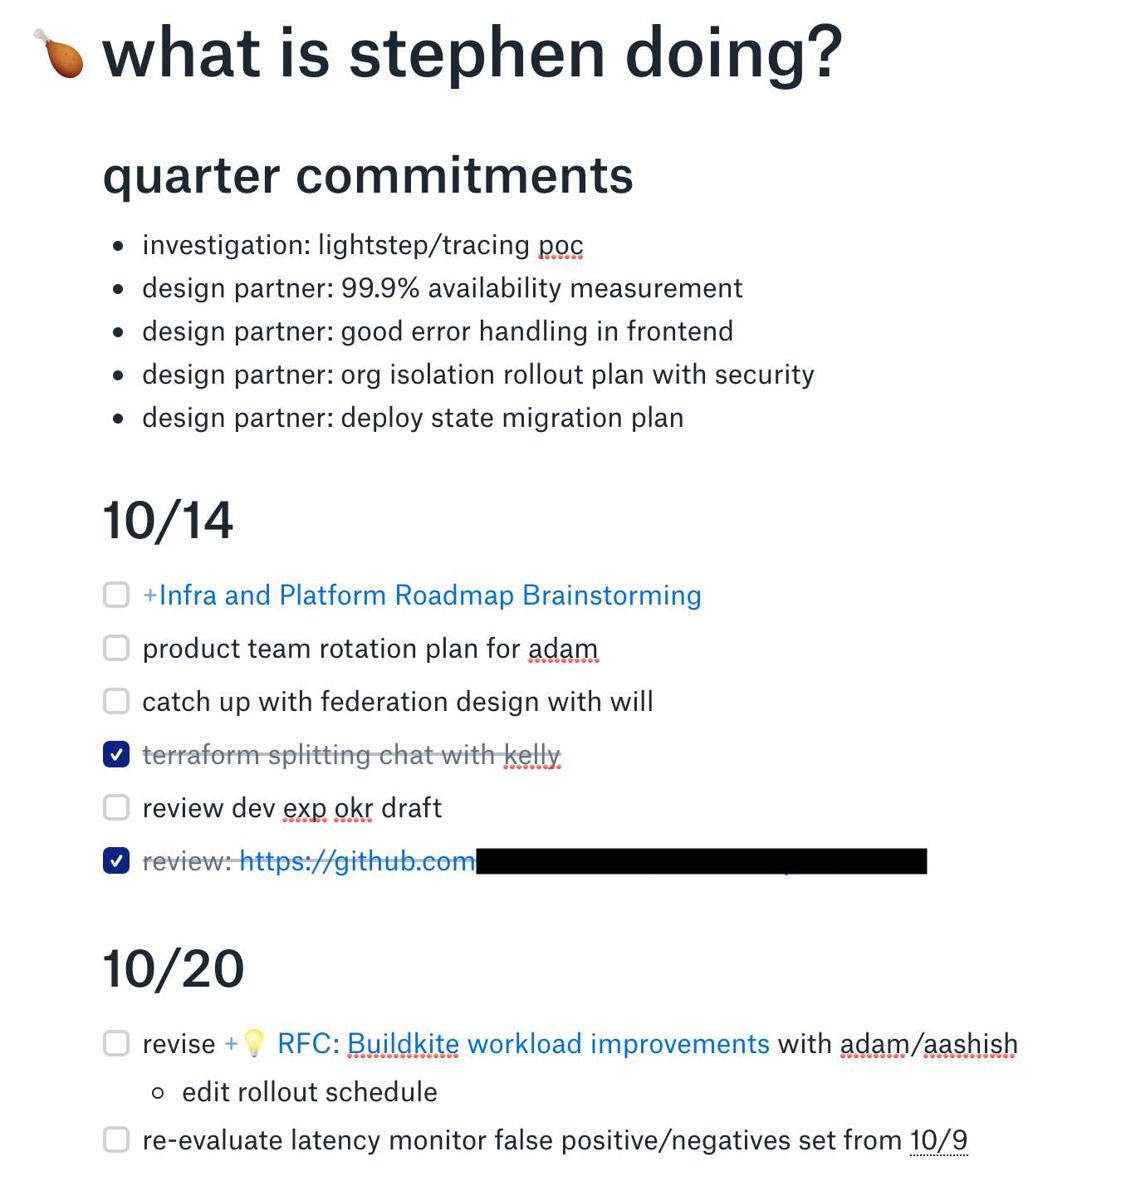 🍗 what is stephen doing?
quarter commitments
• investigation: lightstep/tracing poc
• design partner: 99.9% availability measurement
• design partner: good error handling in frontend
• design partner: org isolation rollout plan with security
• design partner: deploy state migration plan
10/14
+Infra and Platform Roadmap Brainstorming
product team rotation plan for adam
catch up with federation design with will
terraform splitting chat with kelly
review dev exp okr draft
review: https://github.com
10/20
revise +💡 RFC: Buildkite workload improvements with adam/aashish
edit rollout schedule
re-evaluate latency monitor false positive/negatives set from 10/9